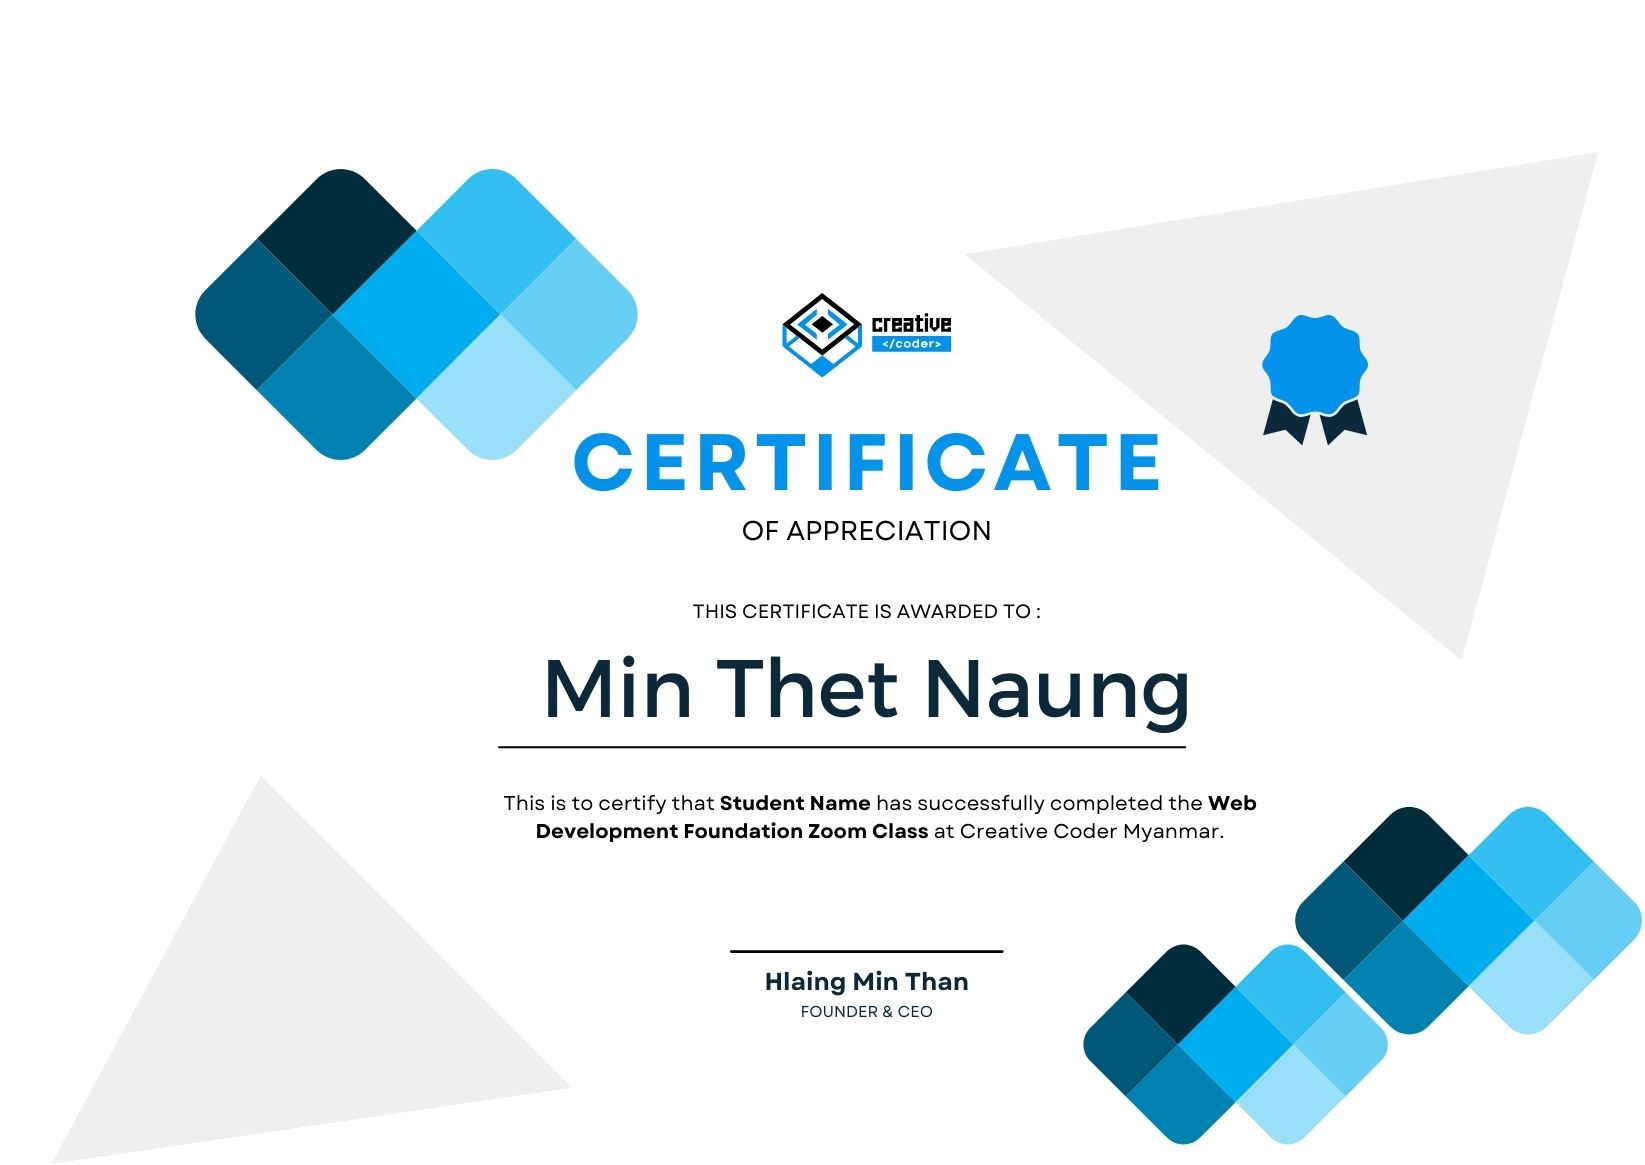 creative
</coder>
CERTIFICATE
OF APPRECIATION
THIS CERTIFICATE IS AWARDED TO :
Min Thet Naung
This is to certify that Student Name has successfully completed the Web
Development Foundation Zoom Class at Creative Coder Myanmar.
Hlaing Min Than
FOUNDER & CEO